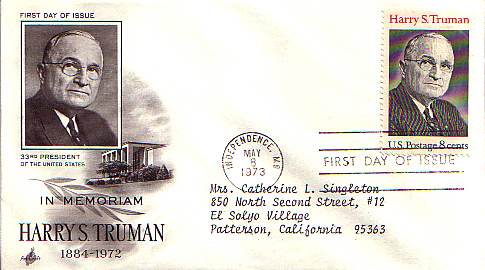 FIRST DAY OF ISSUE
33RD PRESIDENT
OF THE UNITED STATES
IN MEMORIAM
HARRY S. TRUMAN
1884-1972
ArtCraft
Harry S. Truman
U.S. Postage 8 cents
INDEPENDENCE, MO
MAY
8
1973
FIRST DAY OF ISSUE
Mrs. Catherine L. Singleton
850 North Second Street, #12
El Solyo Village
Patterson, California 95363